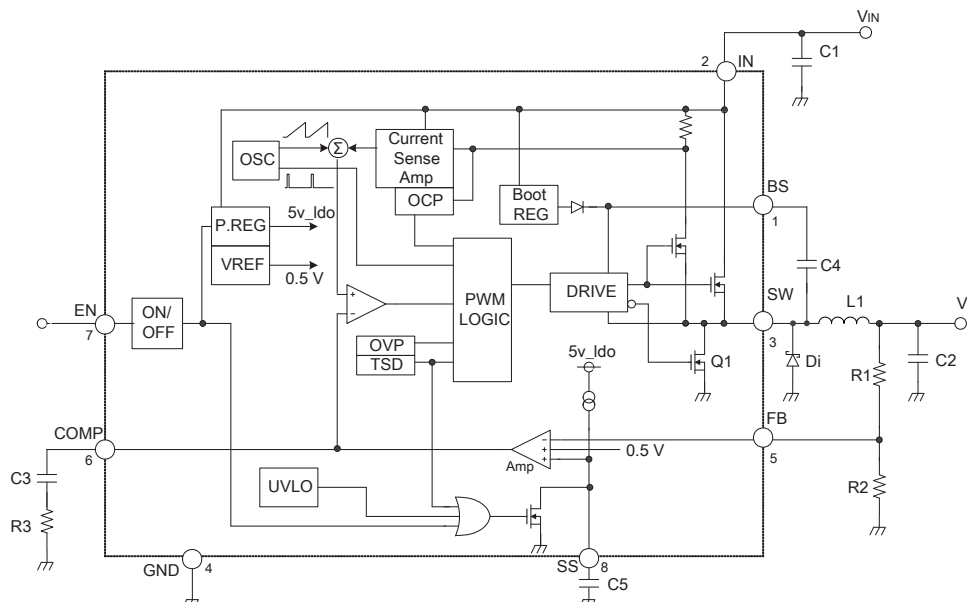 VIN
C1
2
IN
OSC
Σ
Current
Sense
Amp
OCP
Boot
REG
BS
1
P.REG
5v_ldo
VREF
0.5 V
C4
EN
7
ON/
OFF
+
−
PWM
LOGIC
DRIVE
SW
3
L1
V
OVP
TSD
5v_ldo
Q1
Di
R1
C2
COMP
6
Amp
−
+
+
0.5 V
FB
5
C3
R3
UVLO
R2
GND
4
SS
8
C5